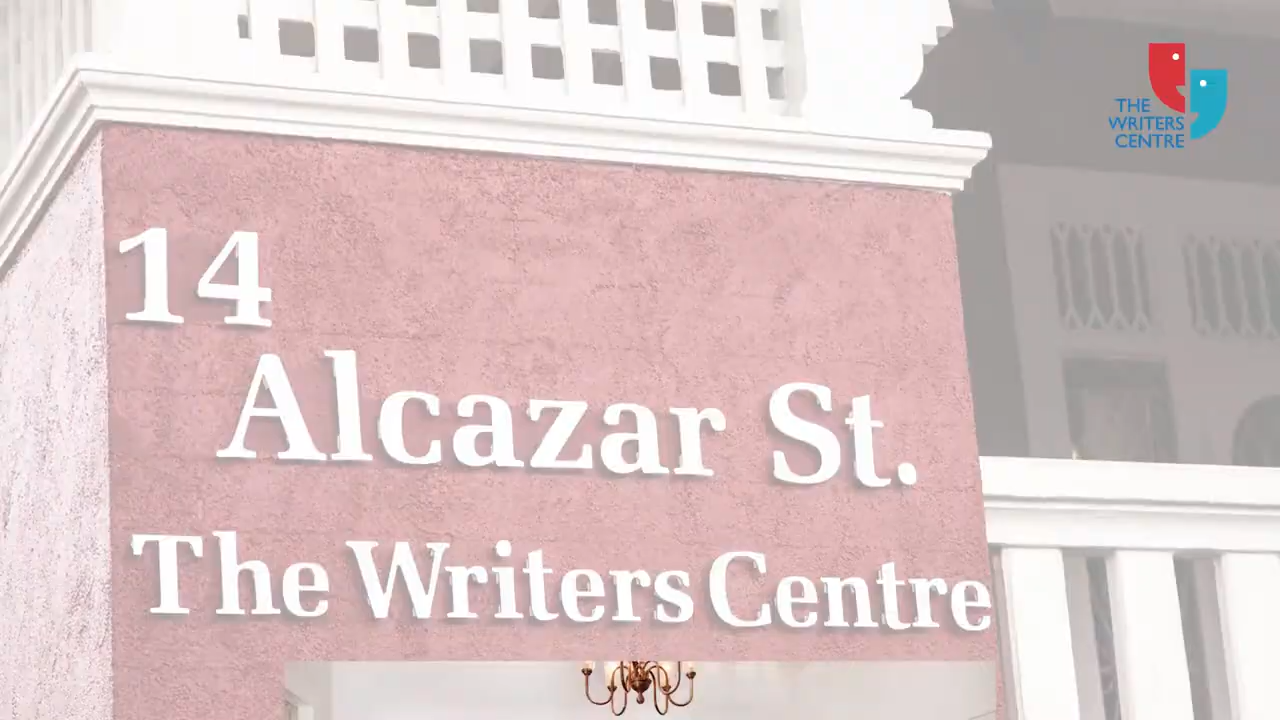 THE
WRITERS
CENTRE
14
Alcazar St.
The Writers Centre